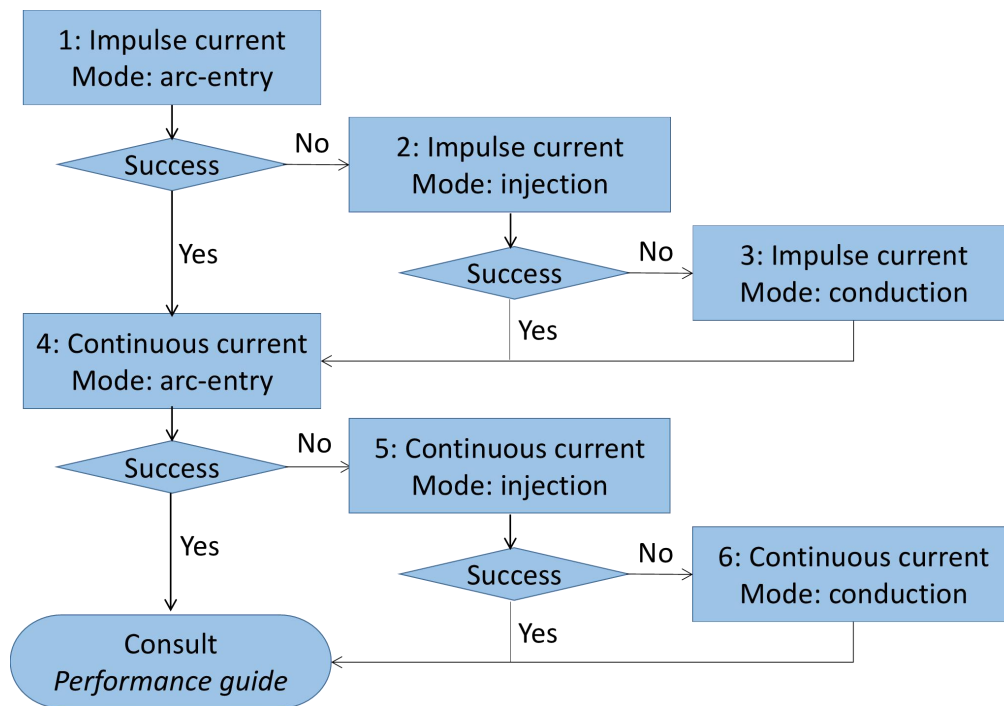 1: Impulse current
Mode: arc-entry
Success
No
2: Impulse current
Mode: injection
Yes
Success
No
3: Impulse current
Mode: conduction
Yes
4: Continuous current
Mode: arc-entry
Success
No
5: Continuous current
Mode: injection
Yes
Success
No
6: Continuous current
Mode: conduction
Yes
Consult
Performance guide